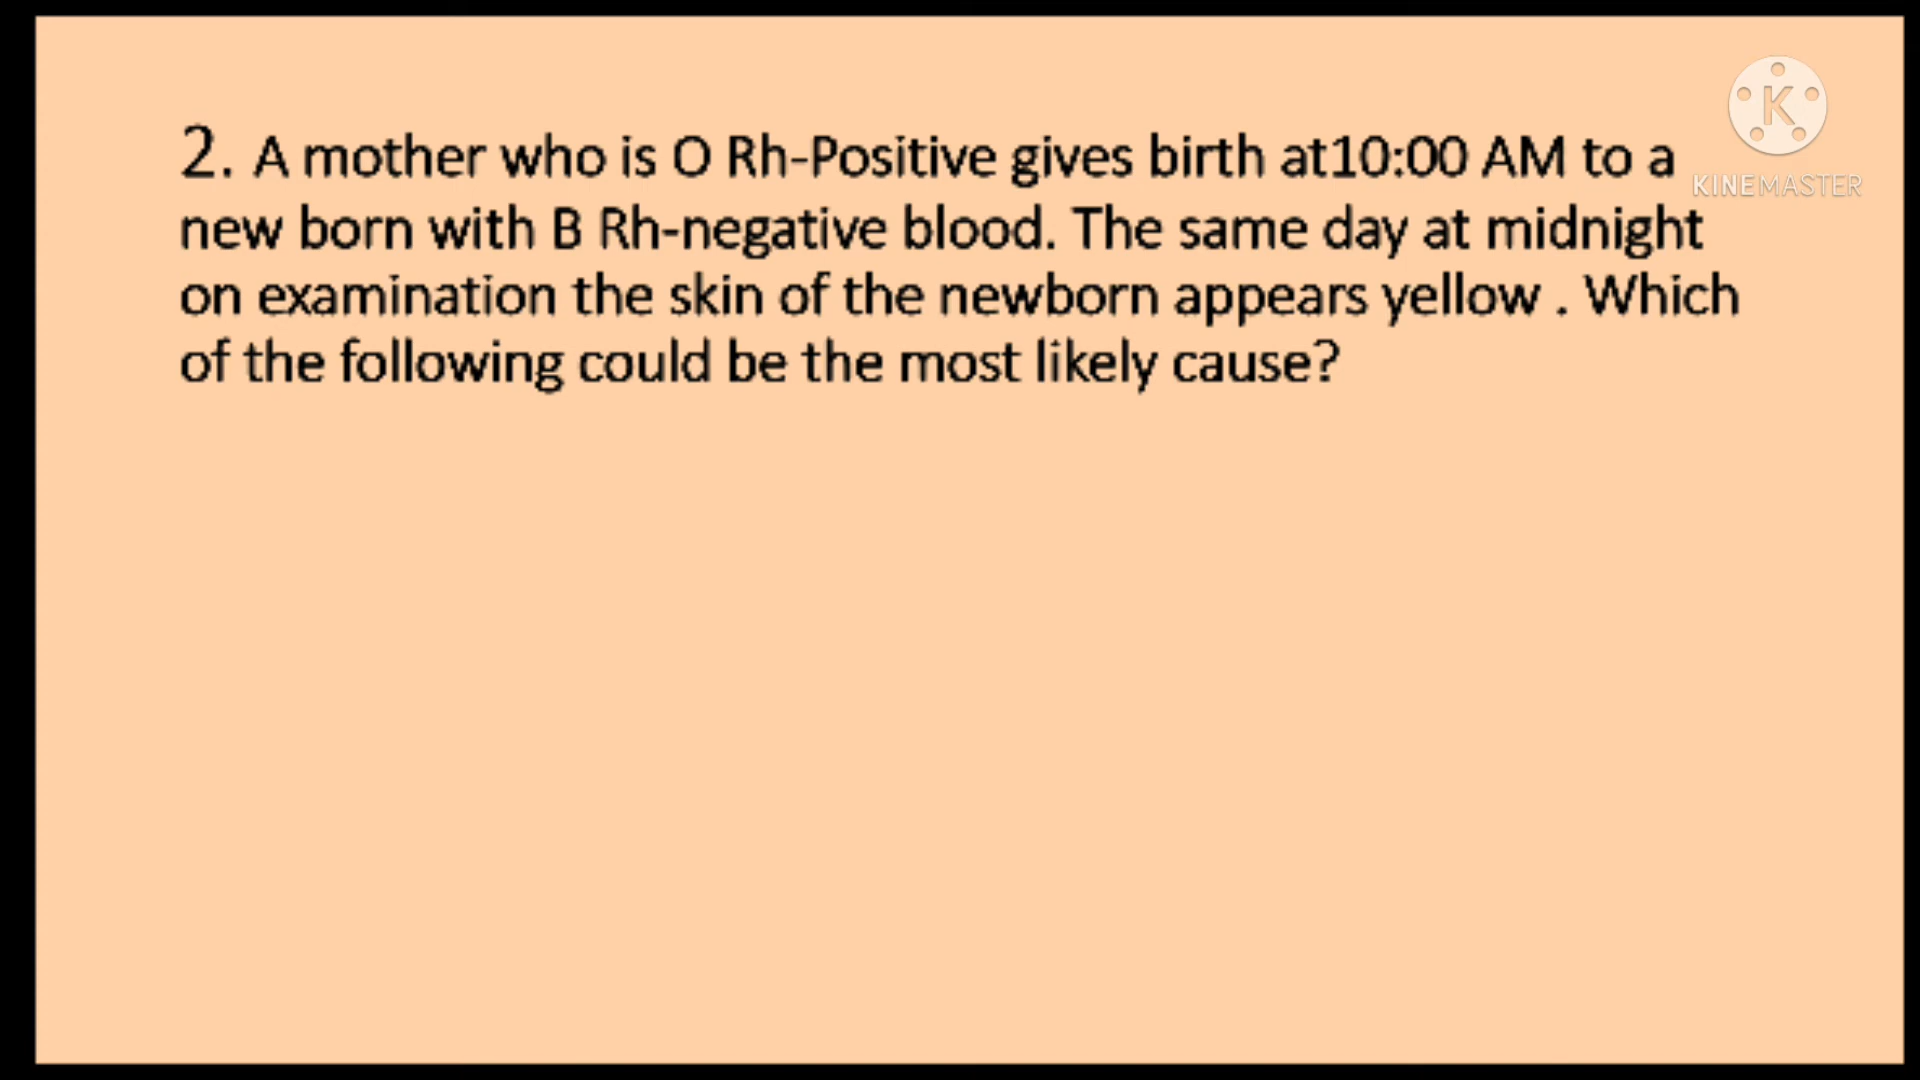 2. A mother who is O Rh-Positive gives birth at10:00 AM to a
new born with B Rh-negative blood. The same day at midnight
on examination the skin of the newborn appears yellow . Which
of the following could be the most likely cause?
K
KINEMASTER